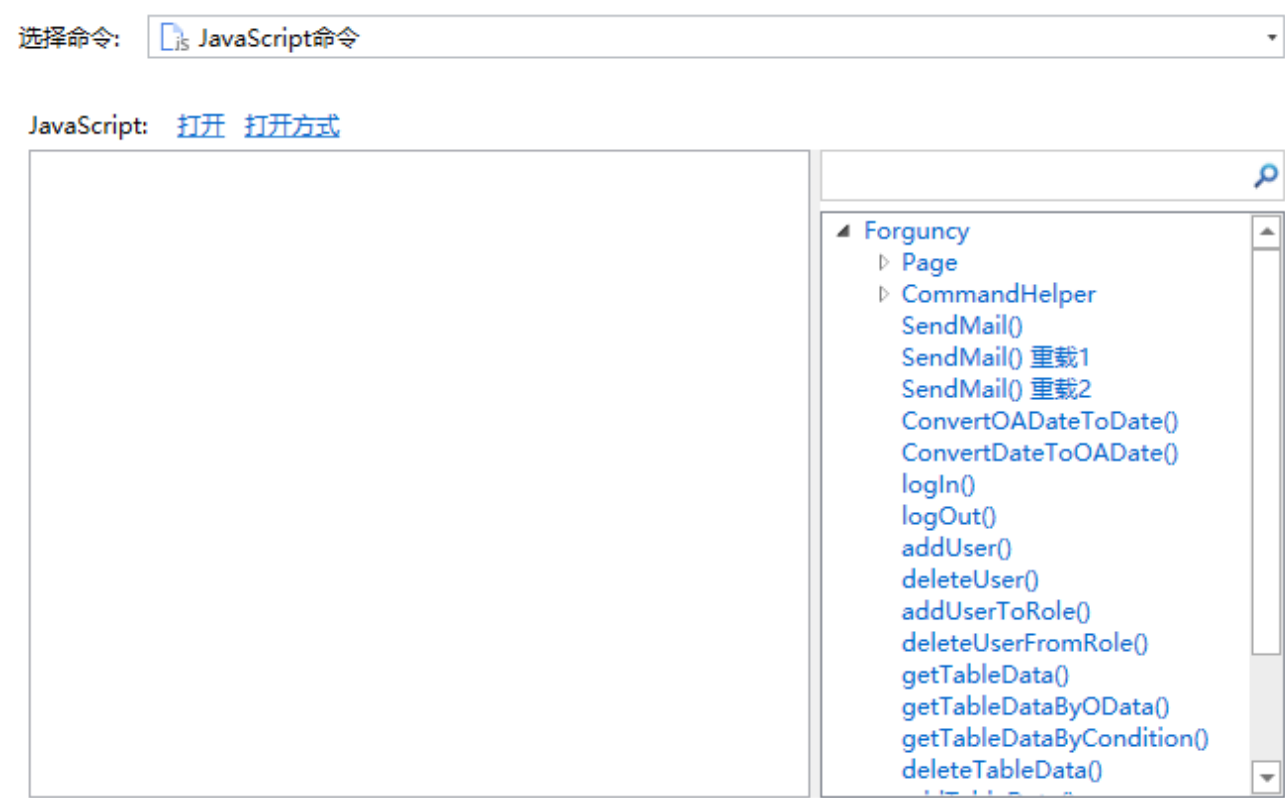 选择命令: JavaScript命令
JavaScript: 打开 打开方式
Forguncy
Page
CommandHelper
SendMail()
SendMail() 重载1
SendMail() 重载2
ConvertOADateToDate()
ConvertDateToOADate()
logIn()
logOut()
addUser()
deleteUser()
addUserToRole()
deleteUserFromRole()
getTableData()
getTableDataByOData()
getTableDataByCondition()
deleteTableData()